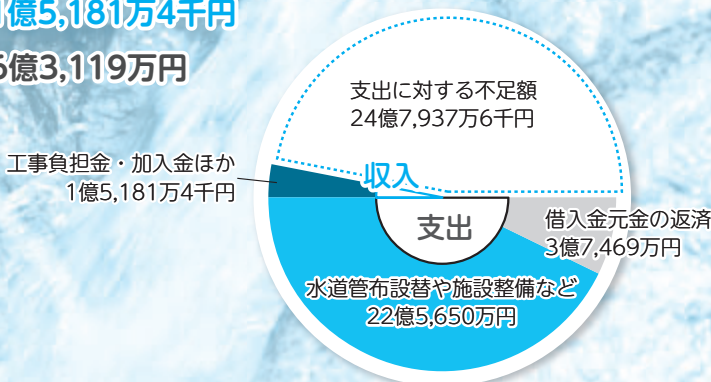 1億5,181万4千円
6億3,119万円
支出に対する不足額
24億7,937万6千円
工事負担金・加入金ほか
1億5,181万4千円
収入
支出
借入金元金の返済
3億7,469万円
水道管布設替や施設整備など
22億5,650万円